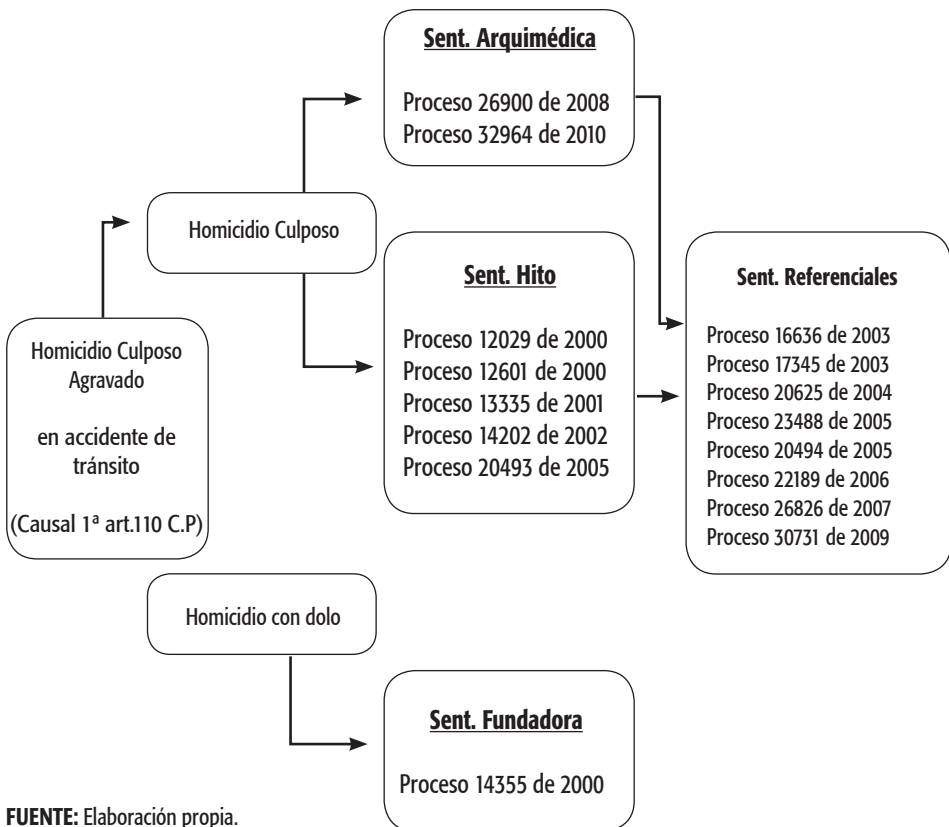 Sent. Arquimédica
Proceso 26900 de 2008
Proceso 32964 de 2010
Homicidio Culposo
Sent. Hito
Proceso 12029 de 2000
Proceso 12601 de 2000
Proceso 13335 de 2001
Proceso 14202 de 2002
Proceso 20493 de 2005
Sent. Referenciales
Proceso 16636 de 2003
Proceso 17345 de 2003
Proceso 20625 de 2004
Proceso 23488 de 2005
Proceso 20494 de 2005
Proceso 22189 de 2006
Proceso 26826 de 2007
Proceso 30731 de 2009
Homicidio Culposo
Agravado
en accidente de
tránsito
(Causal 1ª art.110 C.P)
Homicidio con dolo
Sent. Fundadora
Proceso 14355 de 2000
FUENTE: Elaboración propia.